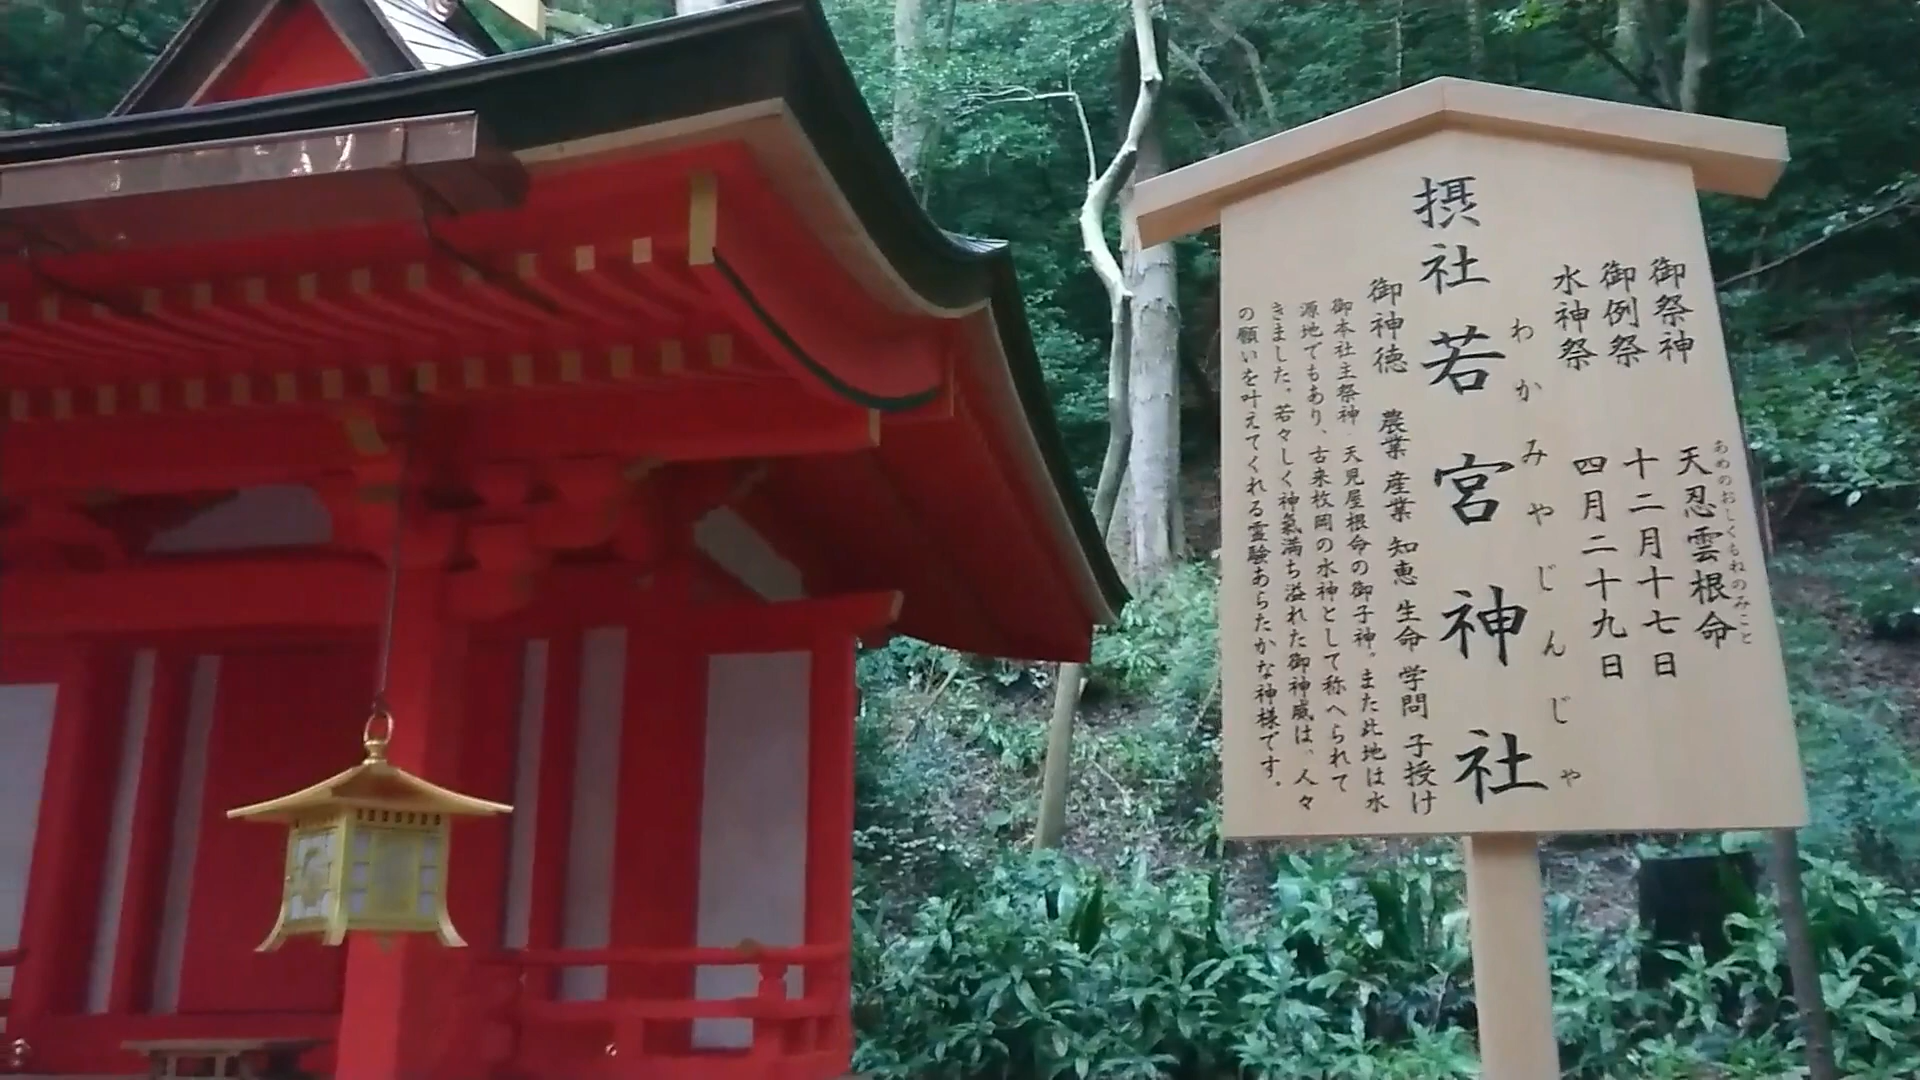 御祭神 天忍雲根命
あめのおしくもねのみこと
御例祭 十二月十七日
水神祭 四月二十九日
わかみやじんじゃ
摂社 若宮神社
御神徳 農業 産業 知恵 生命 学問 子授け
御本社主祭神 天児屋根命の御子神。また此地は水
源地でもあり、古来枚岡の水神として称へられて
きました。若々しく神氣満ち溢れた御神威は、人々
の願いを叶えてくれる霊験あらたかな神様です。